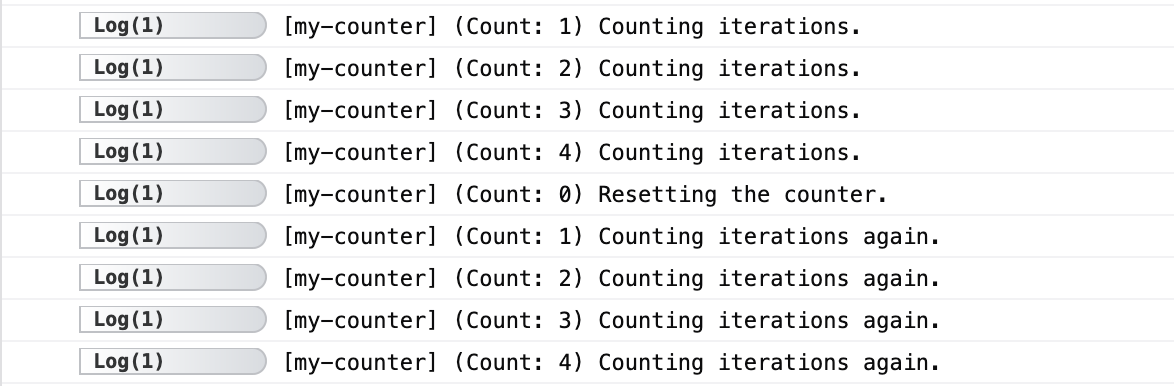 Log(1) [my-counter] (Count: 1) Counting iterations.
Log(1) [my-counter] (Count: 2) Counting iterations.
Log(1) [my-counter] (Count: 3) Counting iterations.
Log(1) [my-counter] (Count: 4) Counting iterations.
Log(1) [my-counter] (Count: 0) Resetting the counter.
Log(1) [my-counter] (Count: 1) Counting iterations again.
Log(1) [my-counter] (Count: 2) Counting iterations again.
Log(1) [my-counter] (Count: 3) Counting iterations again.
Log(1) [my-counter] (Count: 4) Counting iterations again.